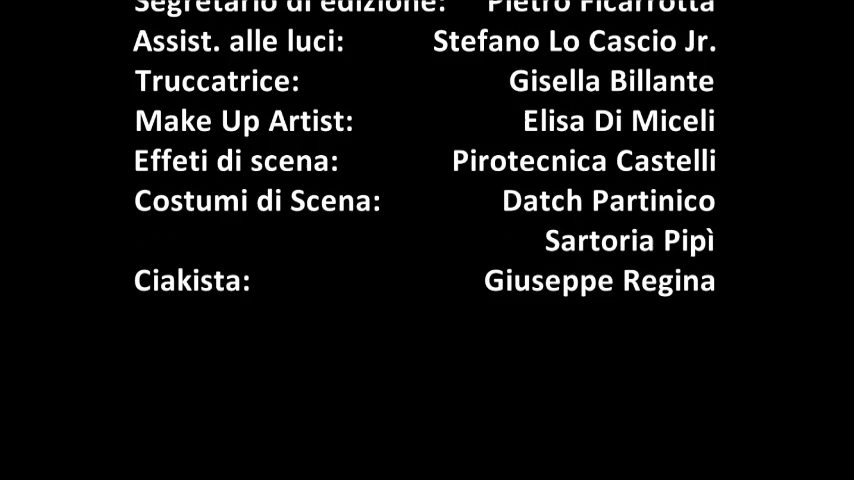 Segretario di edizione: Pietro Ficarrotta
Assist. alle luci: Stefano Lo Cascio Jr.
Truccatrice: Gisella Billante
Make Up Artist: Elisa Di Miceli
Effeti di scena: Pirotecnica Castelli
Costumi di Scena: Datch Partinico
Sartoria Pipì
Ciakista: Giuseppe Regina